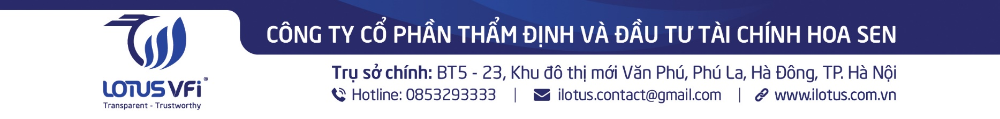 CÔNG TY CỔ PHẦN THẨM ĐỊNH VÀ ĐẦU TƯ TÀI CHÍNH HOA SEN
Trụ sở chính: BT5 - 23, Khu đô thị mới Văn Phú, Phú La, Hà Đông, TP. Hà Nội
Hotline: 0853293333 | ilotus.contact@gmail.com | www.ilotus.com.vn
LOTUS VFi®
Transparent - Trustworthy